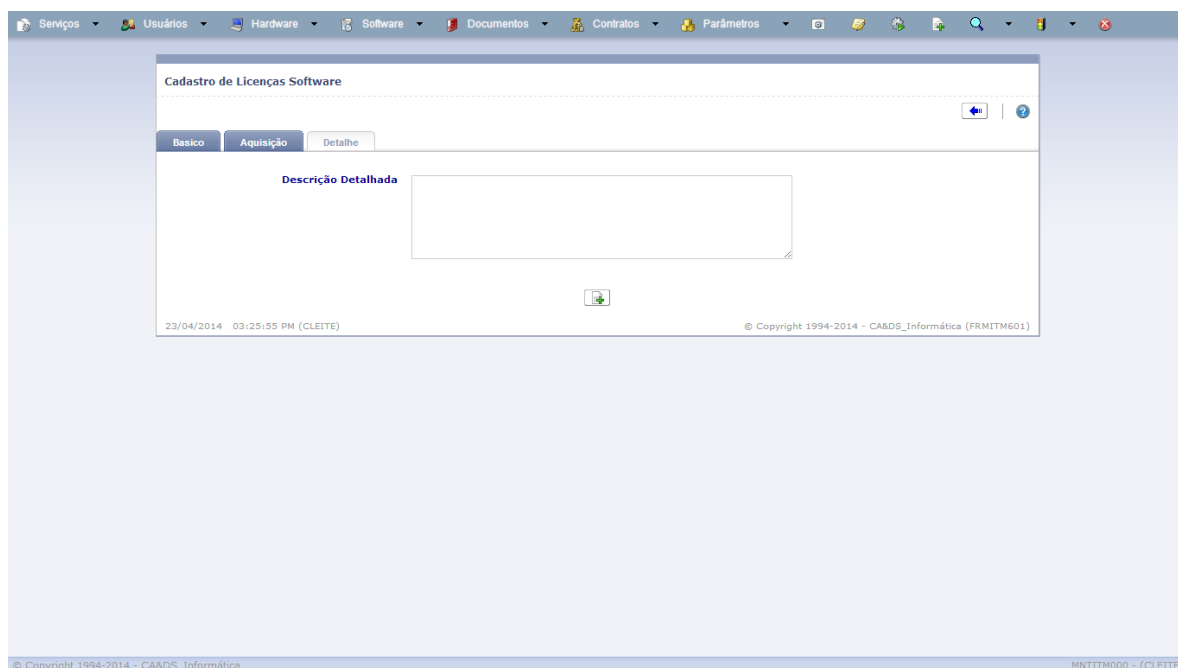 Serviços Usuários Hardware Software Documentos Contratos Parâmetros
Cadastro de Licenças Software
Basico Aquisição Detalhe
Descrição Detalhada
23/04/2014 03:25:55 PM (CLEITE) © Copyright 1994-2014 - CA&DS_Informática (FRMITM601)
© Copyright 1994-2014 - CA&DS_Informática MNTITM000 - (CLEITE